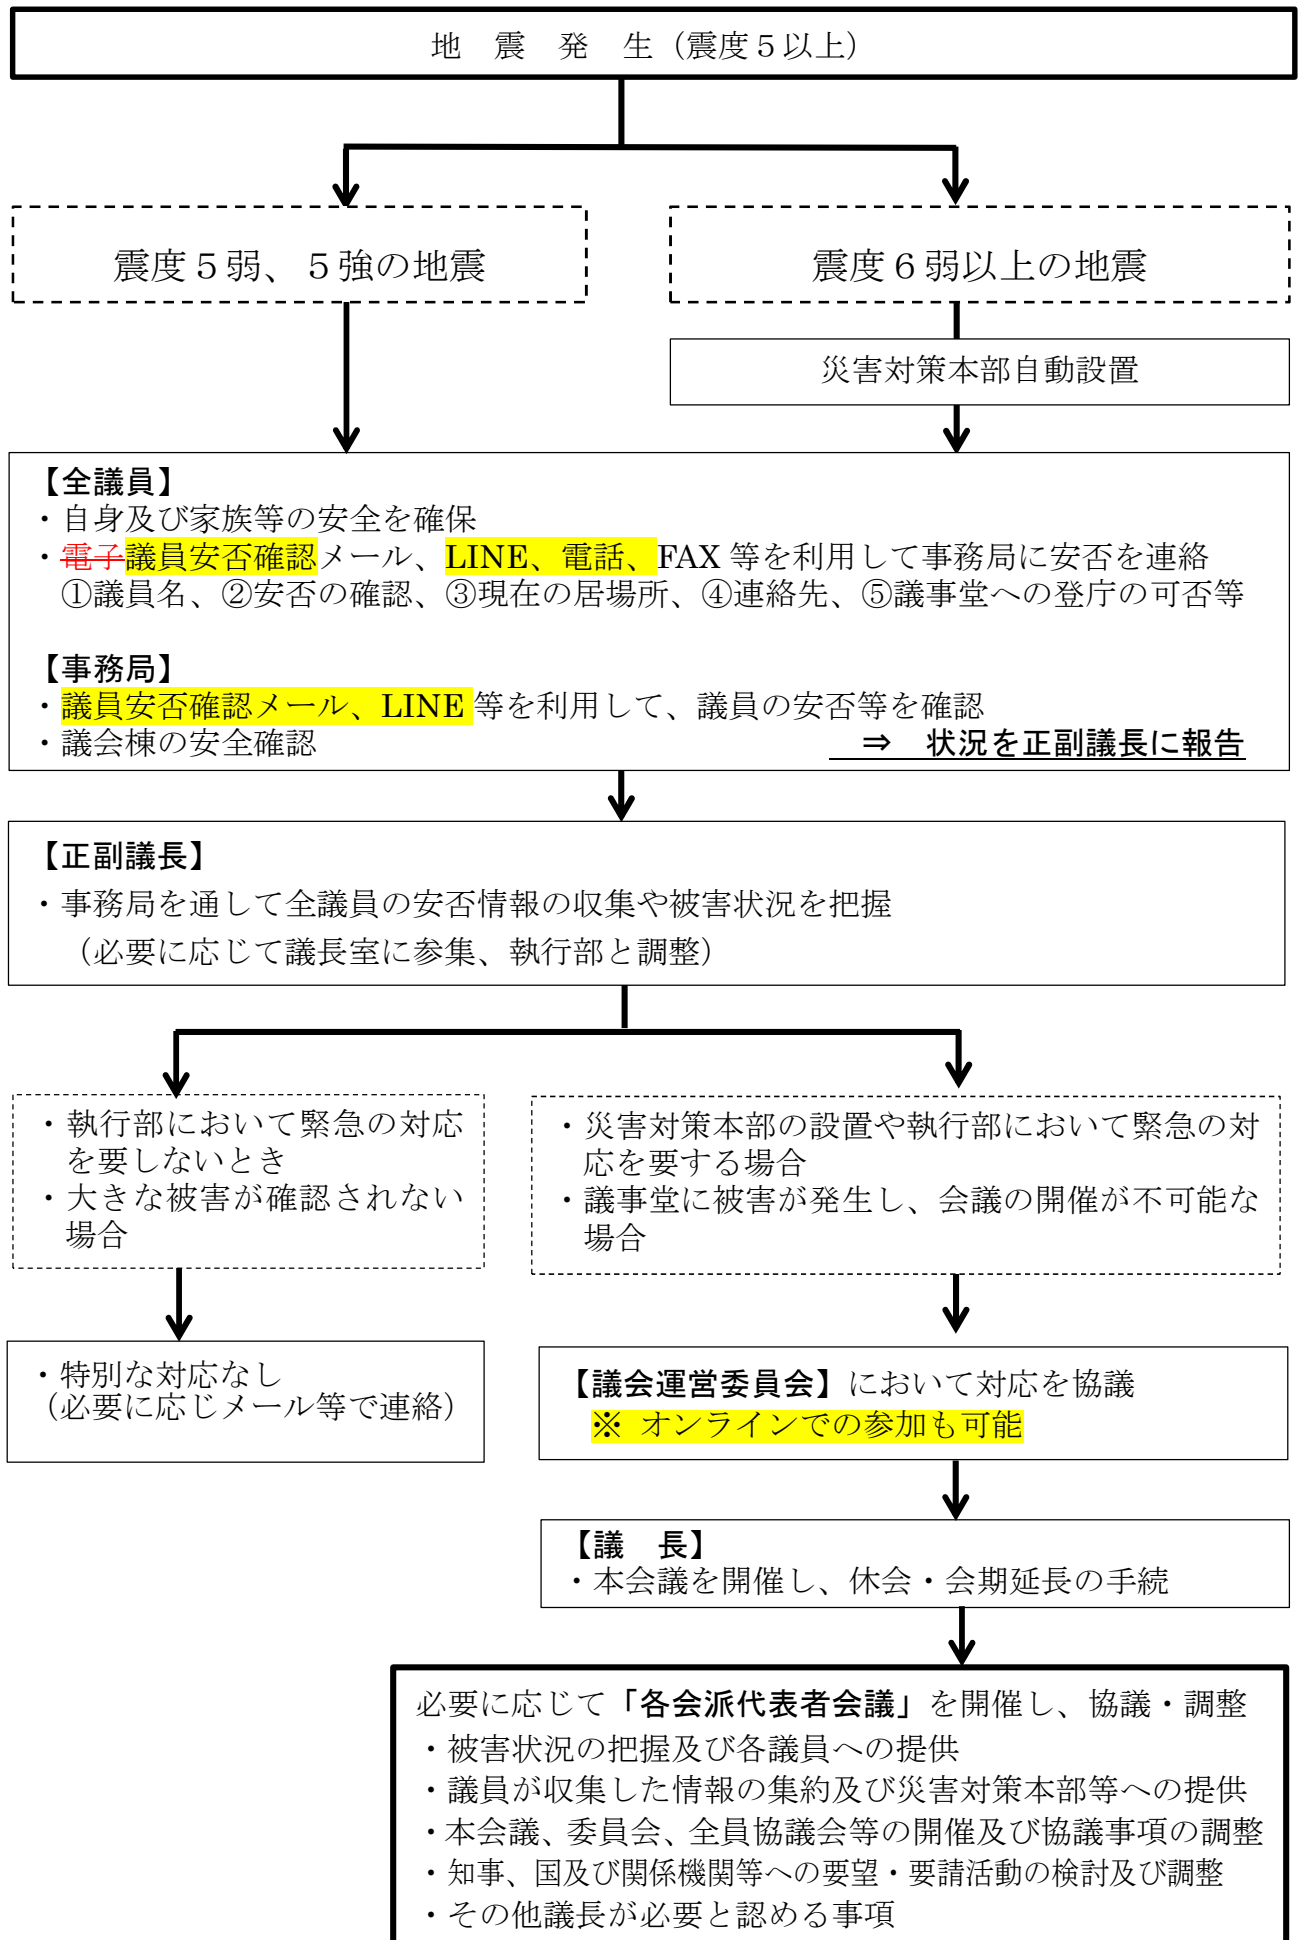 地　震　発　生（震度５以上）
震度５弱、５強の地震
震度６弱以上の地震
災害対策本部自動設置
【全議員】
・自身及び家族等の安全を確保
・電子議員安否確認メール、LINE、電話、FAX 等を利用して事務局に安否を連絡
①議員名、②安否の確認、③現在の居場所、④連絡先、⑤議事堂への登庁の可否等
【事務局】
・議員安否確認メール、LINE 等を利用して、議員の安否等を確認
・議会棟の安全確認　　　⇒　状況を正副議長に報告
【正副議長】
・事務局を通して全議員の安否情報の収集や被害状況を把握
（必要に応じて議長室に参集、執行部と調整）
・執行部において緊急の対応
を要しないとき
・大きな被害が確認されない
場合
・災害対策本部の設置や執行部において緊急の対
応を要する場合
・議事堂に被害が発生し、会議の開催が不可能な
場合
・特別な対応なし
（必要に応じメール等で連絡）
【議会運営委員会】において対応を協議
※ オンラインでの参加も可能
【議　長】
・本会議を開催し、休会・会期延長の手続
必要に応じて「各会派代表者会議」を開催し、協議・調整
・被害状況の把握及び各議員への提供
・議員が収集した情報の集約及び災害対策本部等への提供
・本会議、委員会、全員協議会等の開催及び協議事項の調整
・知事、国及び関係機関等への要望・要請活動の検討及び調整
・その他議長が必要と認める事項